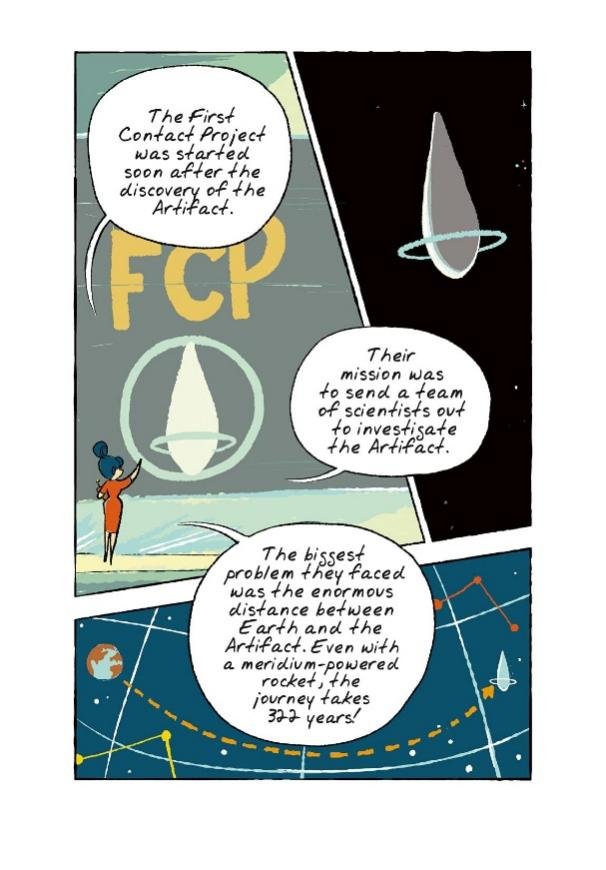 The First
Contact Project
was started
soon after the
discovery of the
Artifact.
FCP
Their
mission was
to send a team
of scientists out
to investigate
the Artifact.
The biggest
problem they faced
was the enormous
distance between
Earth and the
Artifact. Even with
a meridium-powered
rocket, the
journey takes
322 years!